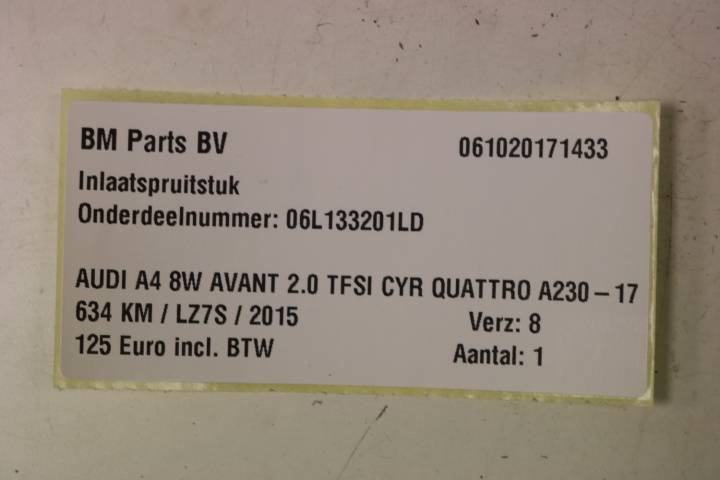 BM Parts BV 061020171433
Inlaatspruitstuk
Onderdeelnummer: 06L133201LD
AUDI A4 8W AVANT 2.0 TFSI CYR QUATTRO A230 – 17
634 KM / LZ7S / 2015 Verz: 8
125 Euro incl. BTW Aantal: 1